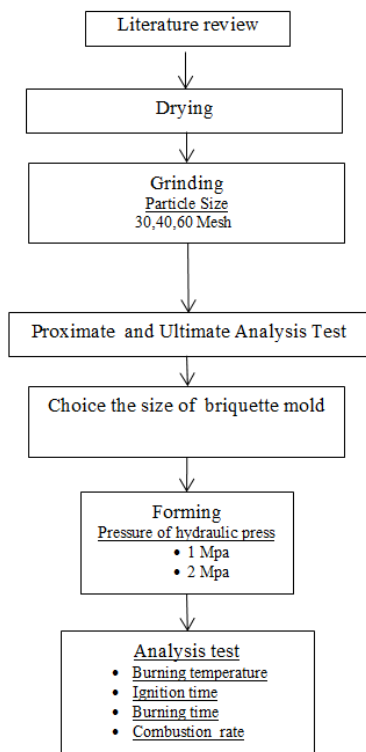 Literature review
Drying
Grinding
Particle Size
30,40,60 Mesh
Proximate and Ultimate Analysis Test
Choice the size of briquette mold
Forming
Pressure of hydraulic press
• 1 Mpa
• 2 Mpa
Analysis test
• Burning temperature
• Ignition time
• Burning time
• Combustion rate